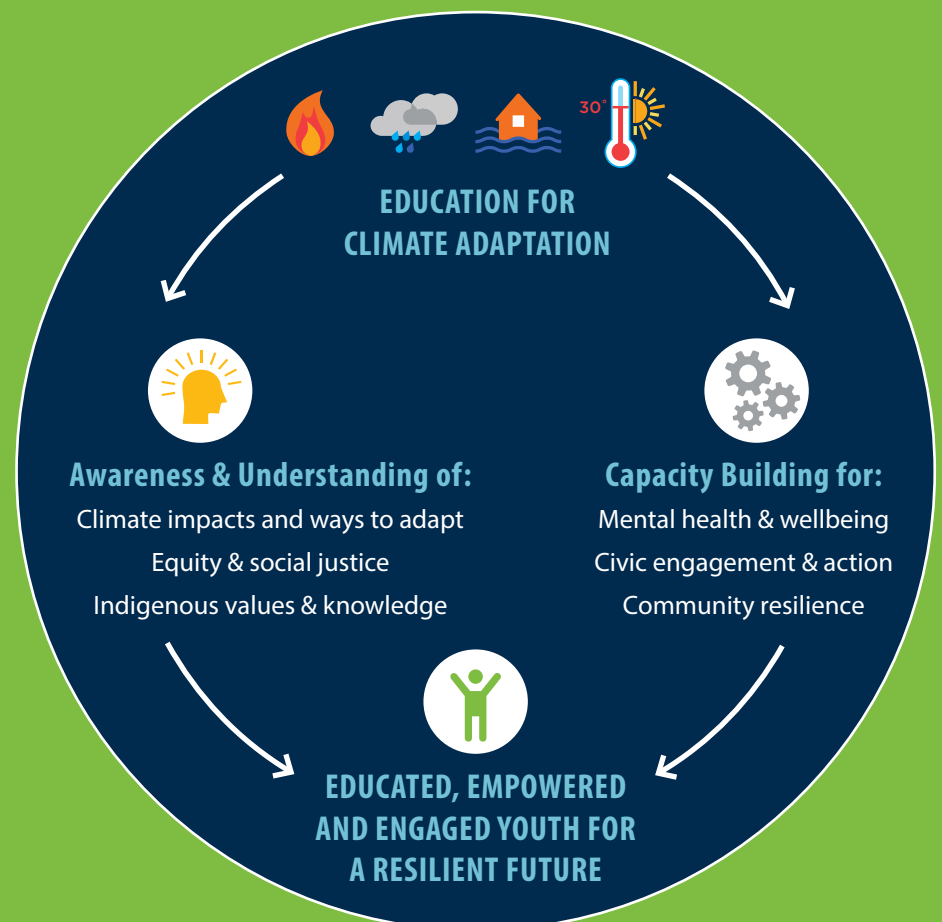 30°
EDUCATION FOR
CLIMATE ADAPTATION
Awareness & Understanding of:
Climate impacts and ways to adapt
Equity & social justice
Indigenous values & knowledge
Capacity Building for:
Mental health & wellbeing
Civic engagement & action
Community resilience
EDUCATED, EMPOWERED
AND ENGAGED YOUTH FOR
A RESILIENT FUTURE